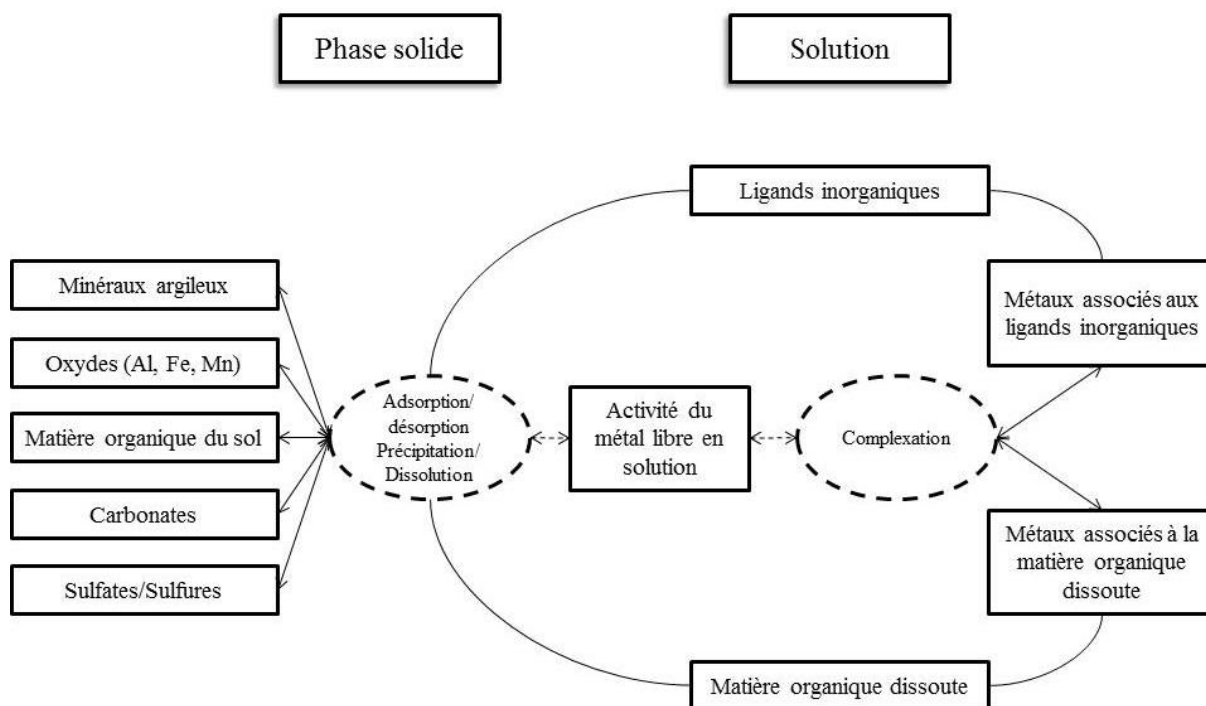 Phase solide
Solution
Ligands inorganiques
Minéraux argileux
Oxydes (Al, Fe, Mn)
Matière organique du sol
Carbonates
Sulfates/Sulfures
Adsorption/
désorption
Précipitation/
Dissolution
Activité du
métal libre en
solution
Complexation
Métaux associés aux
ligands inorganiques
Métaux associés à la
matière organique
dissoute
Matière organique dissoute